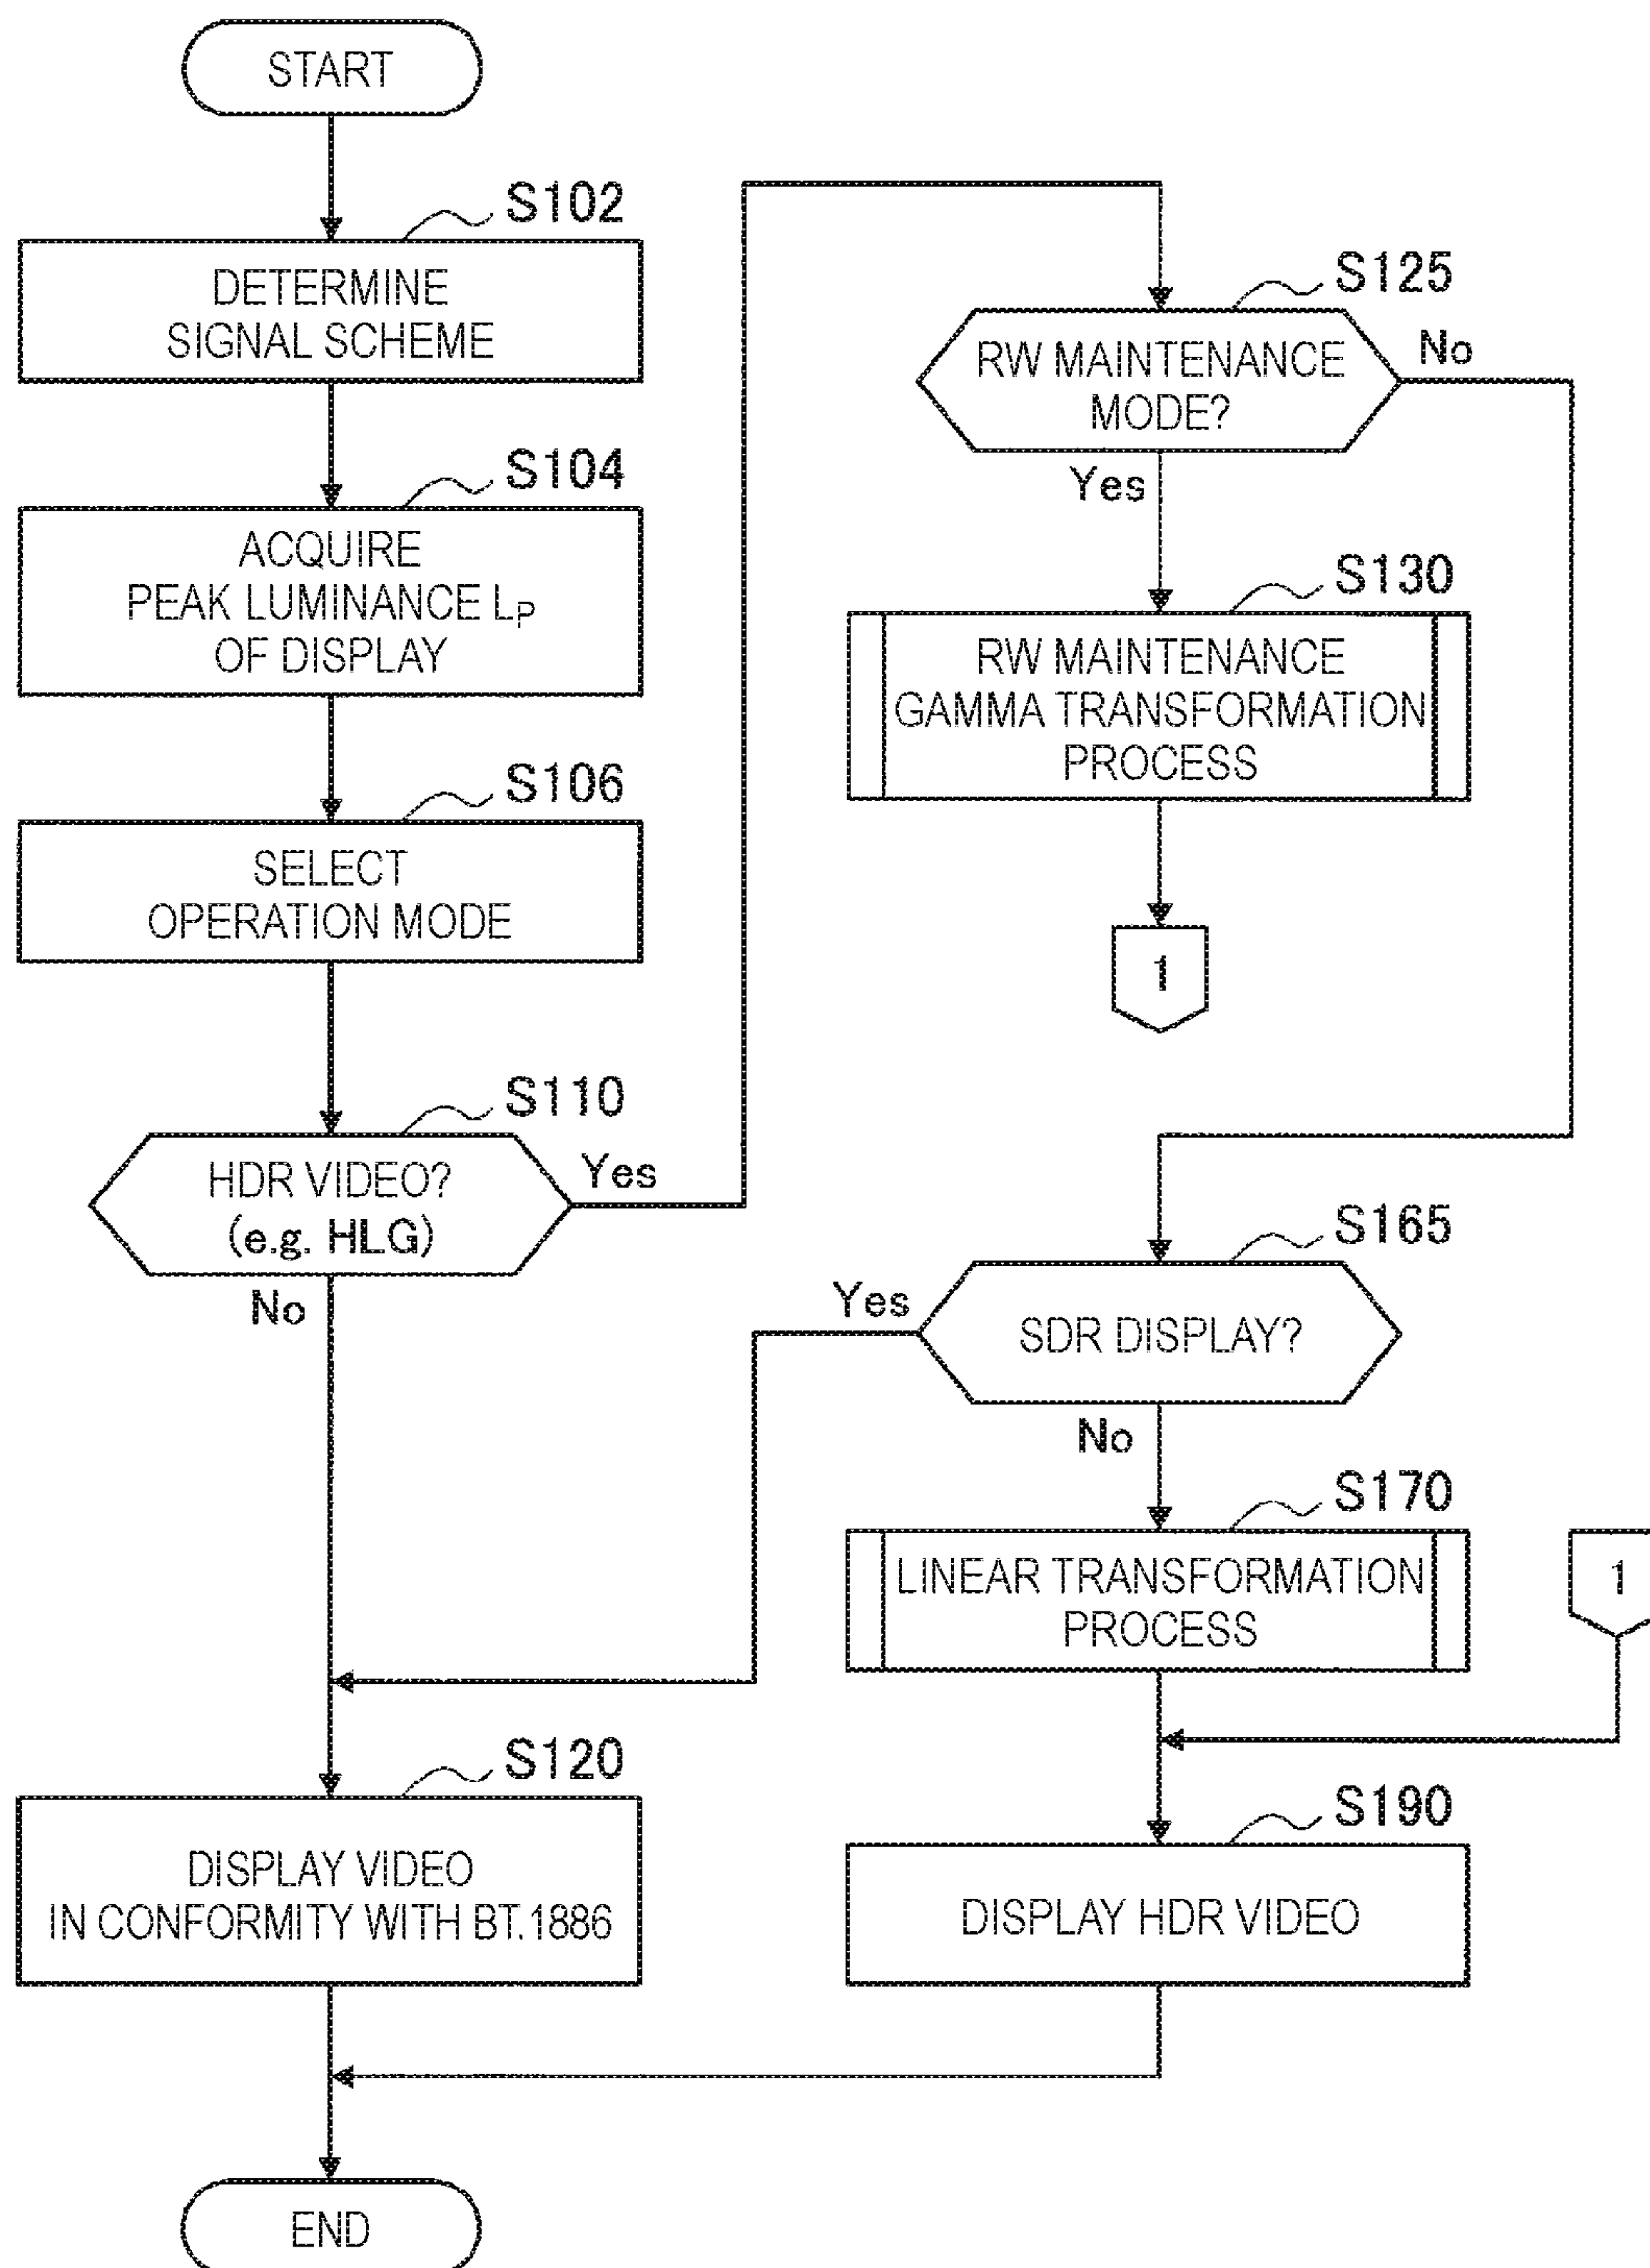 START
S102
DETERMINE
SIGNAL SCHEME
S104
ACQUIRE
PEAK LUMINANCE LP
OF DISPLAY
S106
SELECT
OPERATION MODE
S110
HDR VIDEO?
(e.g. HLG)
Yes
No
S125
RW MAINTENANCE
MODE?
No
Yes
S130
RW MAINTENANCE
GAMMA TRANSFORMATION
PROCESS
1
S165
SDR DISPLAY?
Yes
No
S170
LINEAR TRANSFORMATION
PROCESS
1
S120
DISPLAY VIDEO
IN CONFORMITY WITH BT.1886
S190
DISPLAY HDR VIDEO
END